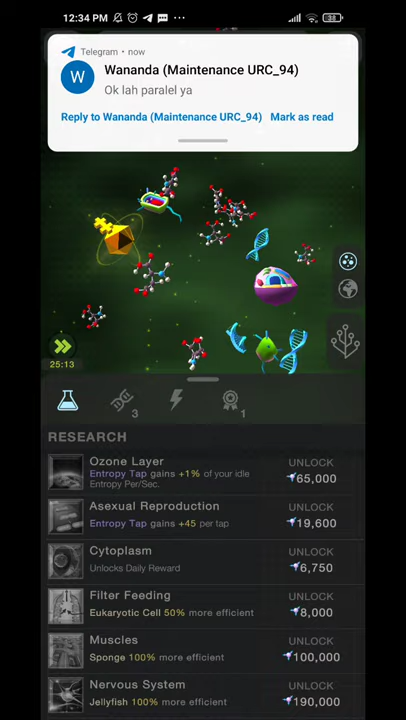 12:34 PM
38
Telegram • now
W
Wananda (Maintenance URC_94)
Ok lah paralel ya
Reply to Wananda (Maintenance URC_94) Mark as read
25:13
3
1
RESEARCH
Ozone Layer
Entropy Tap gains +1% of your idle
Entropy Per/Sec.
UNLOCK
65,000
Asexual Reproduction
Entropy Tap gains +45 per tap
UNLOCK
19,600
Cytoplasm
Unlocks Daily Reward
UNLOCK
6,750
Filter Feeding
Eukaryotic Cell 50% more efficient
UNLOCK
8,000
Muscles
Sponge 100% more efficient
UNLOCK
100,000
Nervous System
Jellyfish 100% more efficient
UNLOCK
190,000